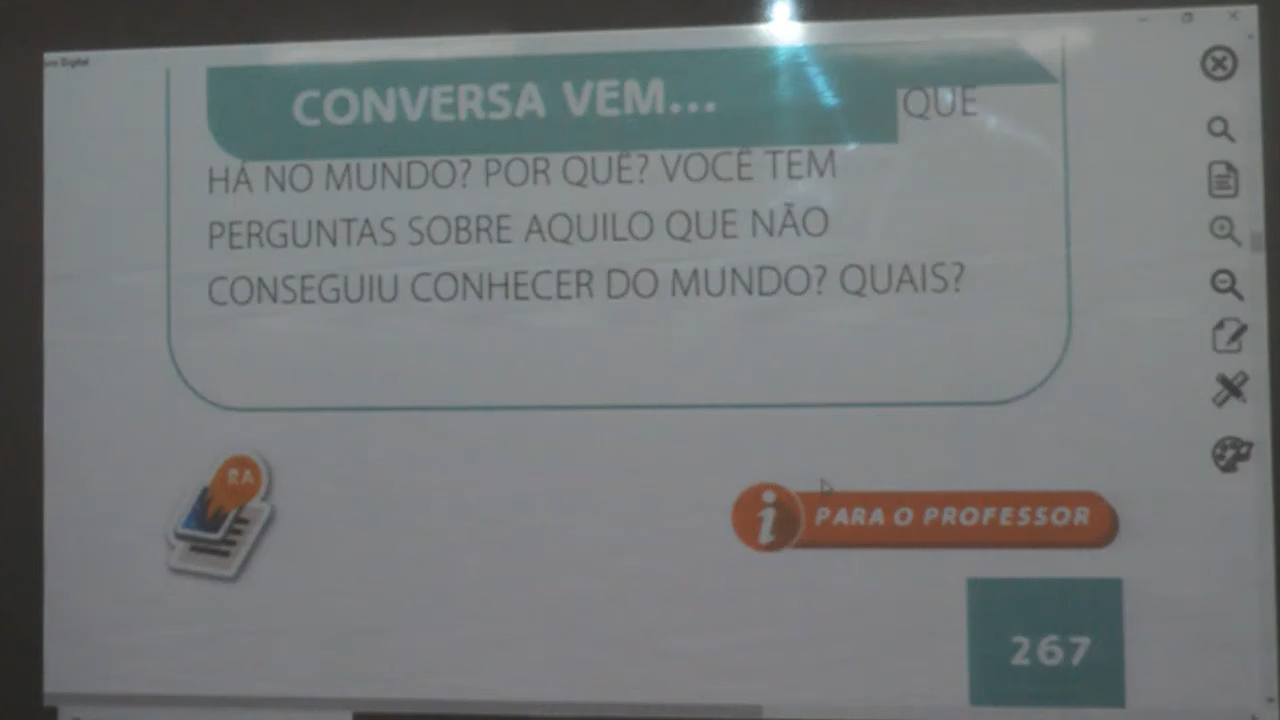 CONVERSA VEM...
QUE
HÁ NO MUNDO? POR QUÊ? VOCÊ TEM
PERGUNTAS SOBRE AQUILO QUE NÃO
CONSEGUIU CONHECER DO MUNDO? QUAIS?
RA
i PARA O PROFESSOR
267